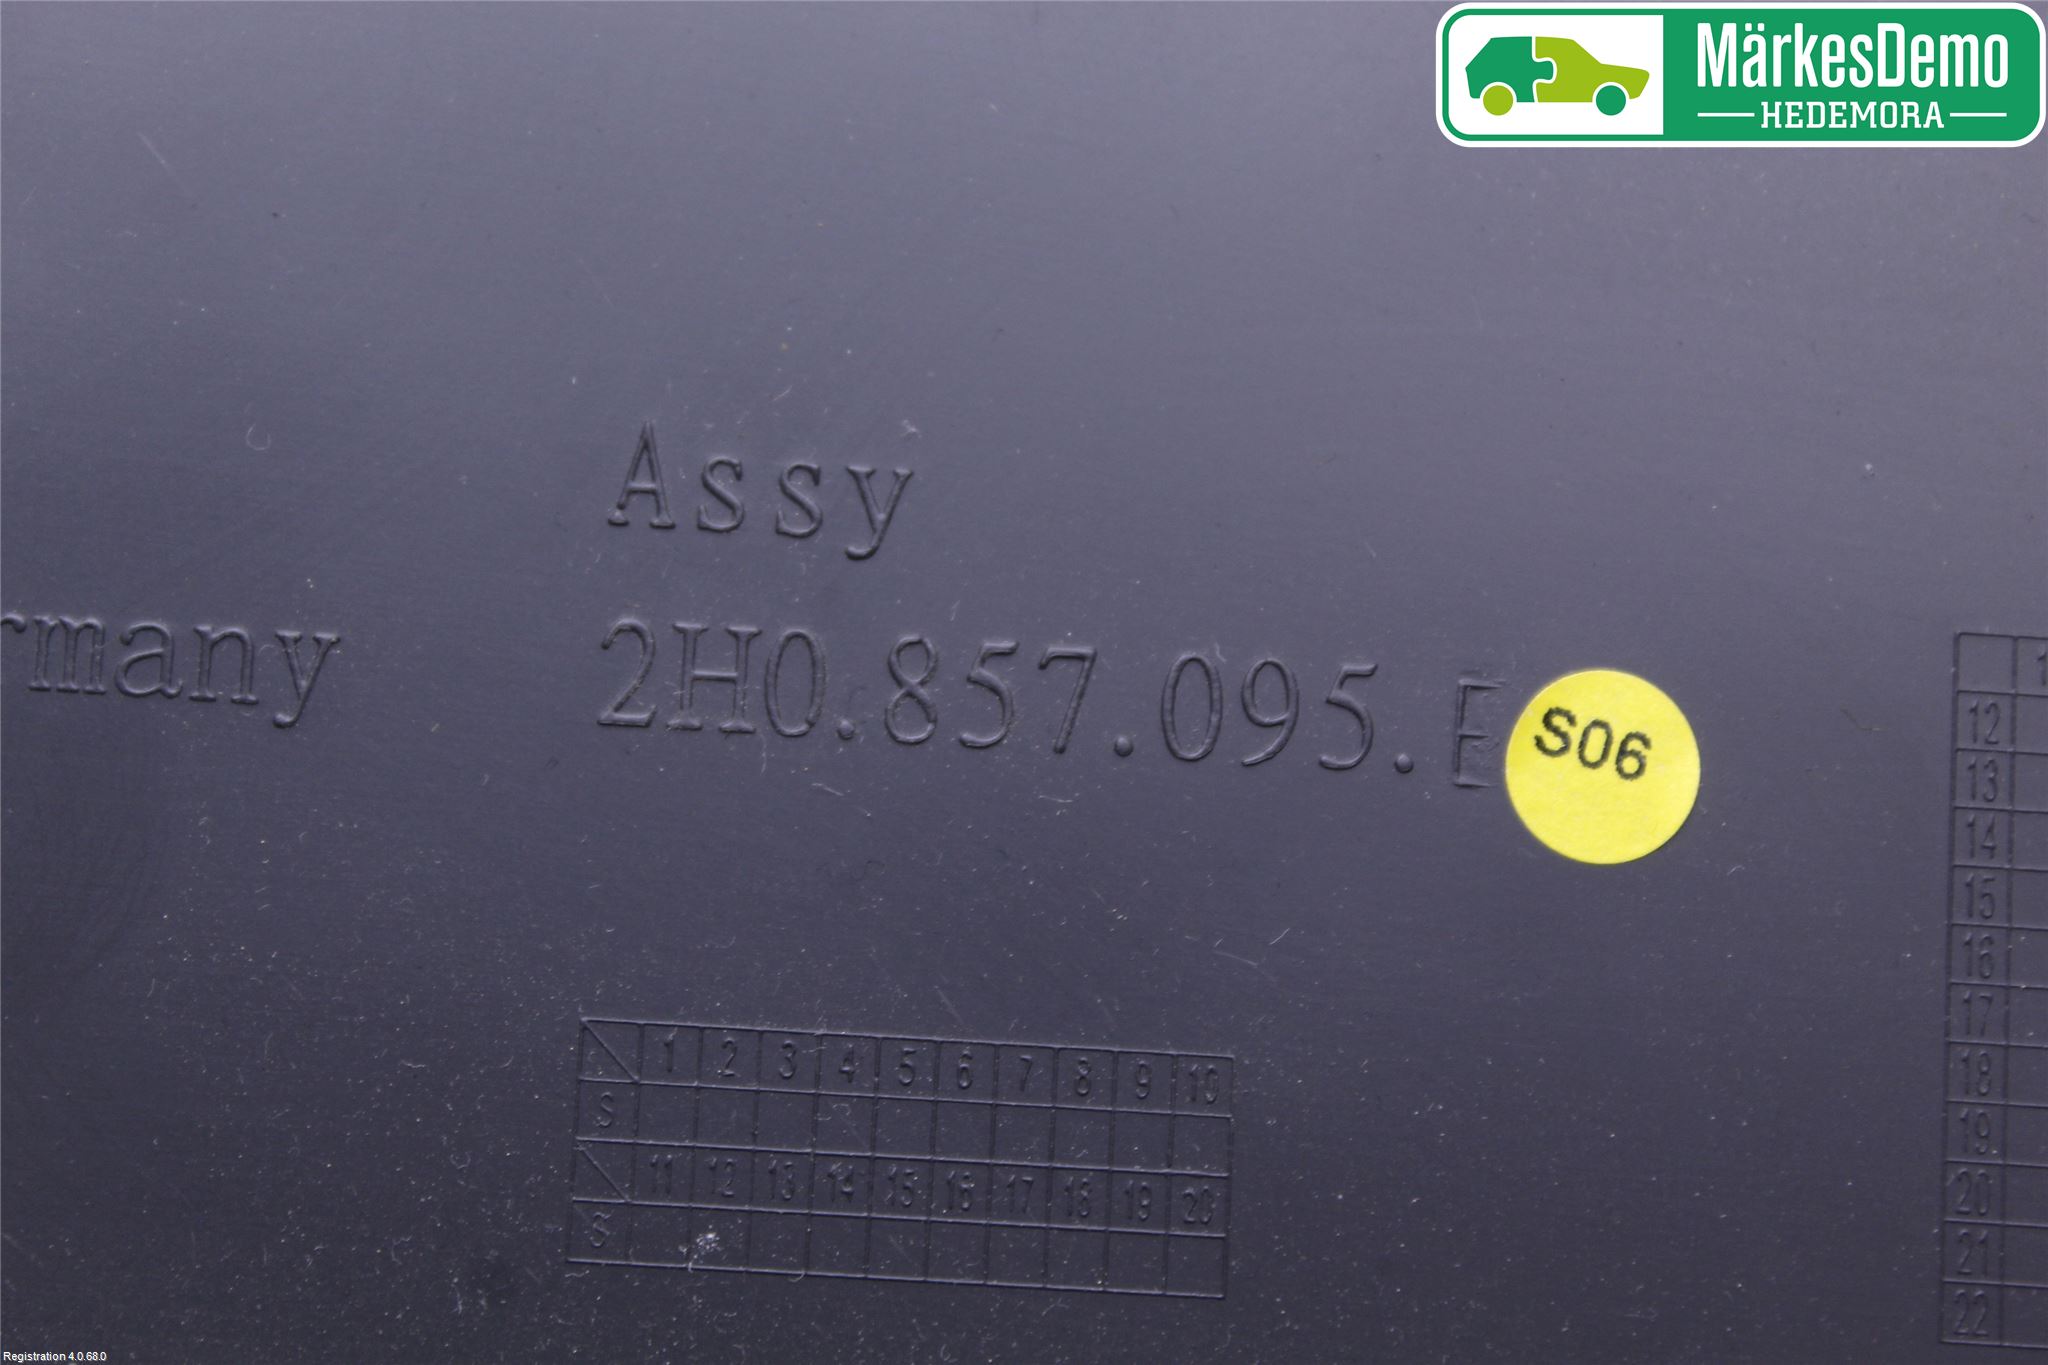 MärkesDemo
HEDEMORA
Assy
rmany
2H0.857.095.E
S06
1 2 3 4 5 6 7 8 9 10
S
11 12 13 14 15 16 17 18 19 20
S
12
13
14
15
16
17
18
19
20
21
22
Registration 4.0.68.0